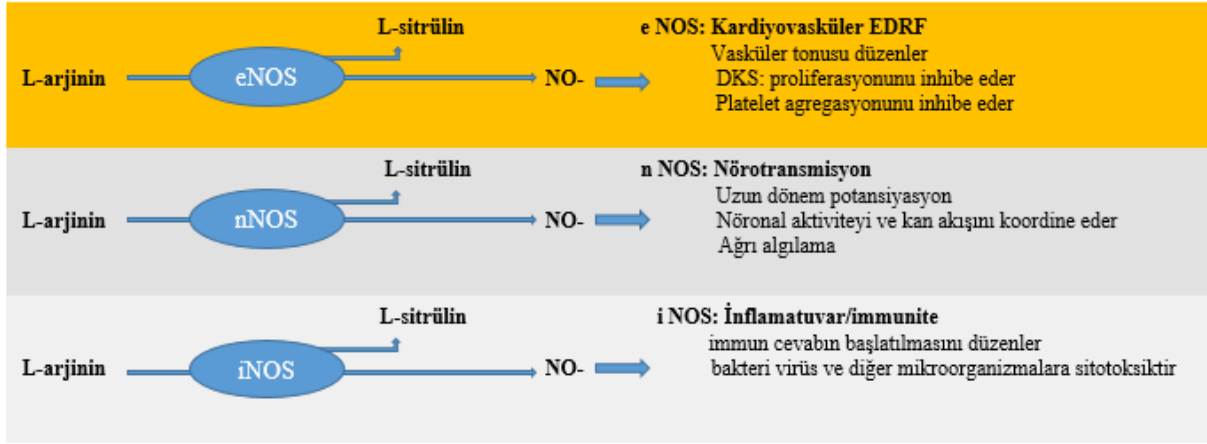 L-sitrülin
e NOS: Kardiyovasküler EDRF
Vasküler tonusu düzenler
L-arjinin
eNOS
NO-
DKS: proliferasyonunu inhibe eder
Platelet agregasyonunu inhibe eder
L-sitrülin
n NOS: Nörotransmisyon
Uzun dönem potansiyasyon
L-arjinin
nNOS
NO-
Nöronal aktiviteyi ve kan akışını koordine eder
Ağrı algılama
L-sitrülin
i NOS: İnflamatuvar/immunite
immun cevabın başlatılmasını düzenler
L-arjinin
iNOS
NO-
bakteri virüs ve diğer mikroorganizmalara sitotoksiktir